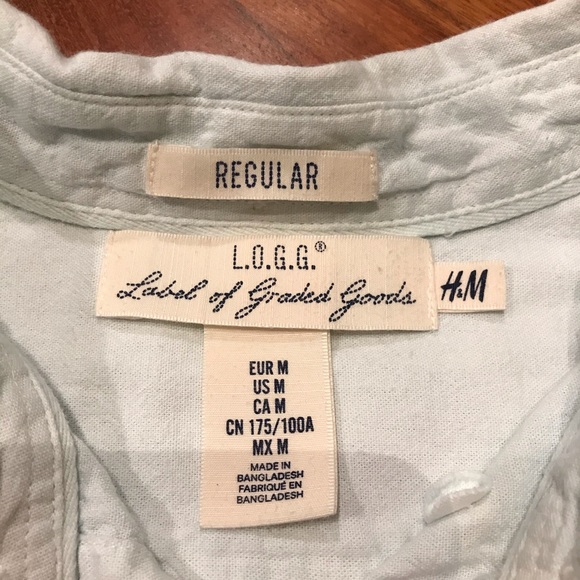 REGULAR
L.O.G.G.®
Label of Graded Goods
H&M
EUR M
US M
CA M
CN 175/100A
MX M
MADE IN
BANGLADESH
FABRIQUÉ EN
BANGLADESH